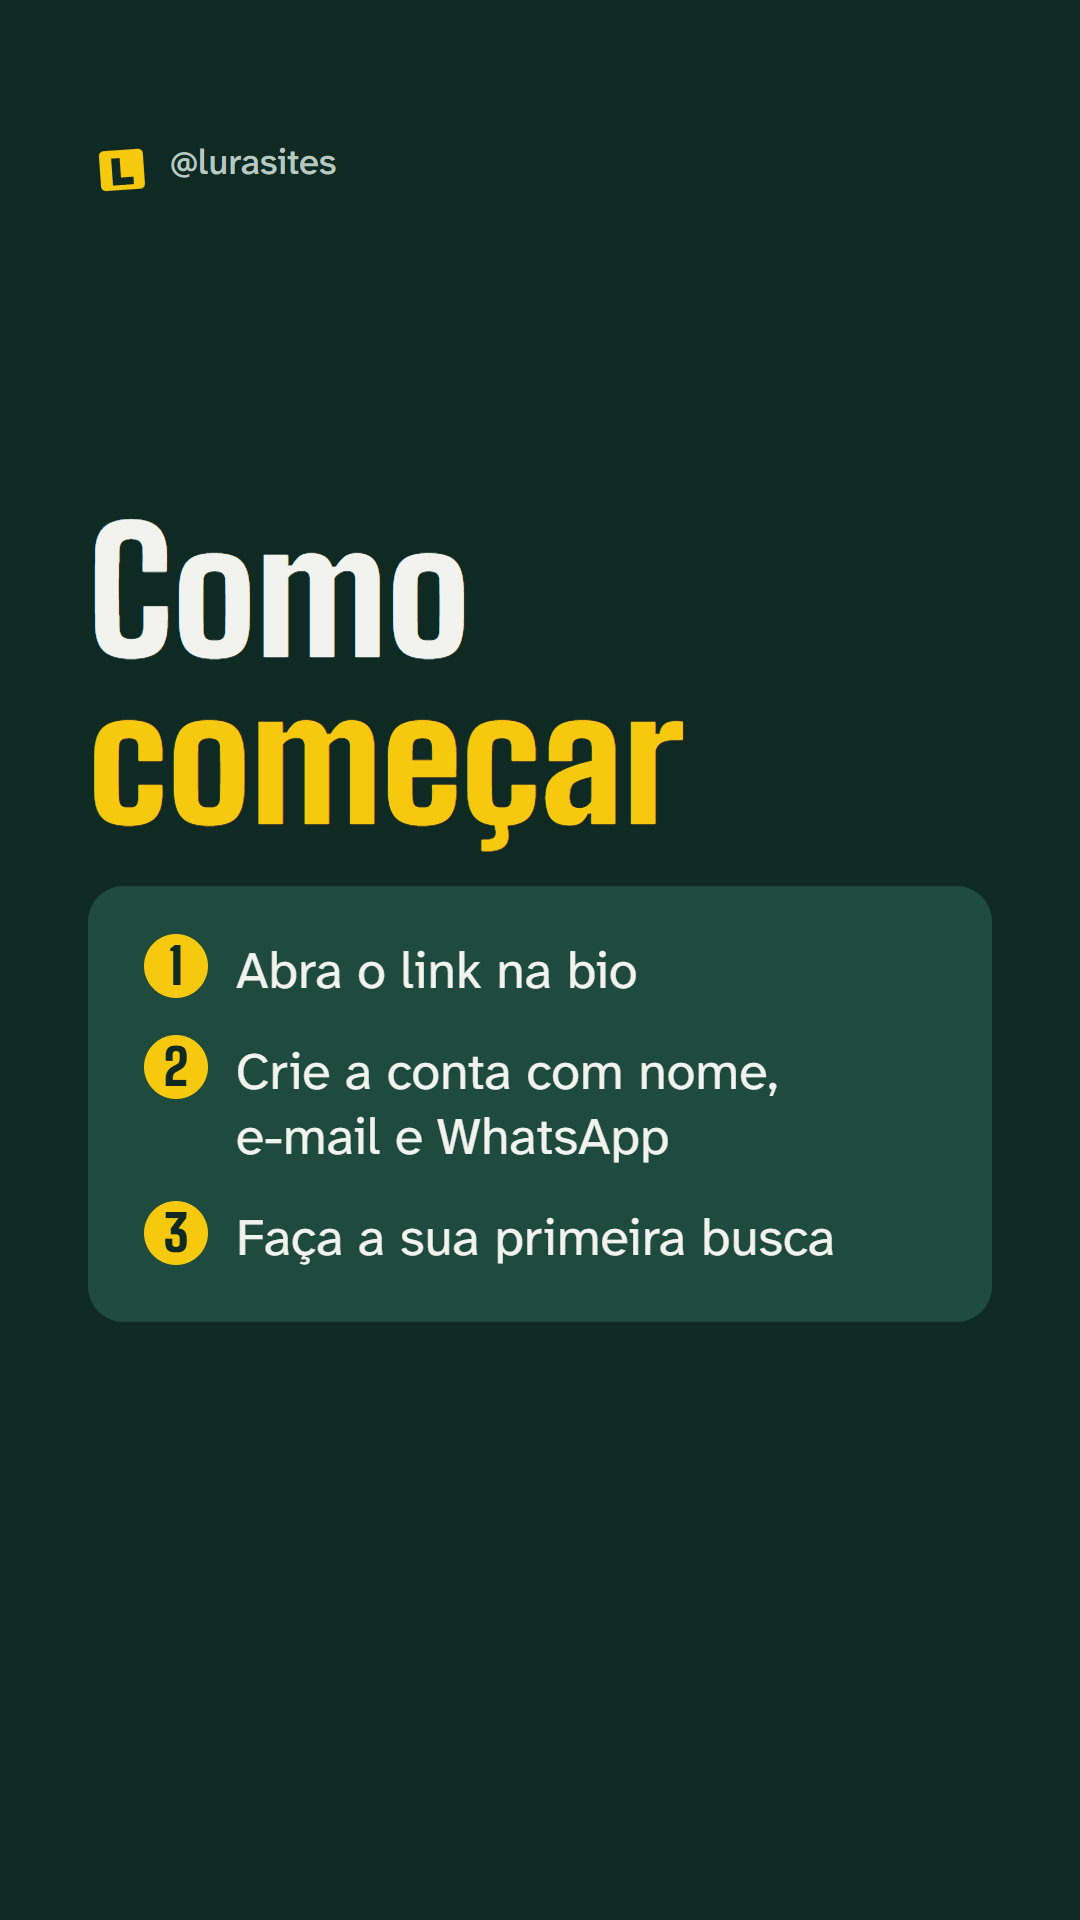 L @lurasites
Como
começar
1 Abra o link na bio
2 Crie a conta com nome,
e-mail e WhatsApp
3 Faça a sua primeira busca